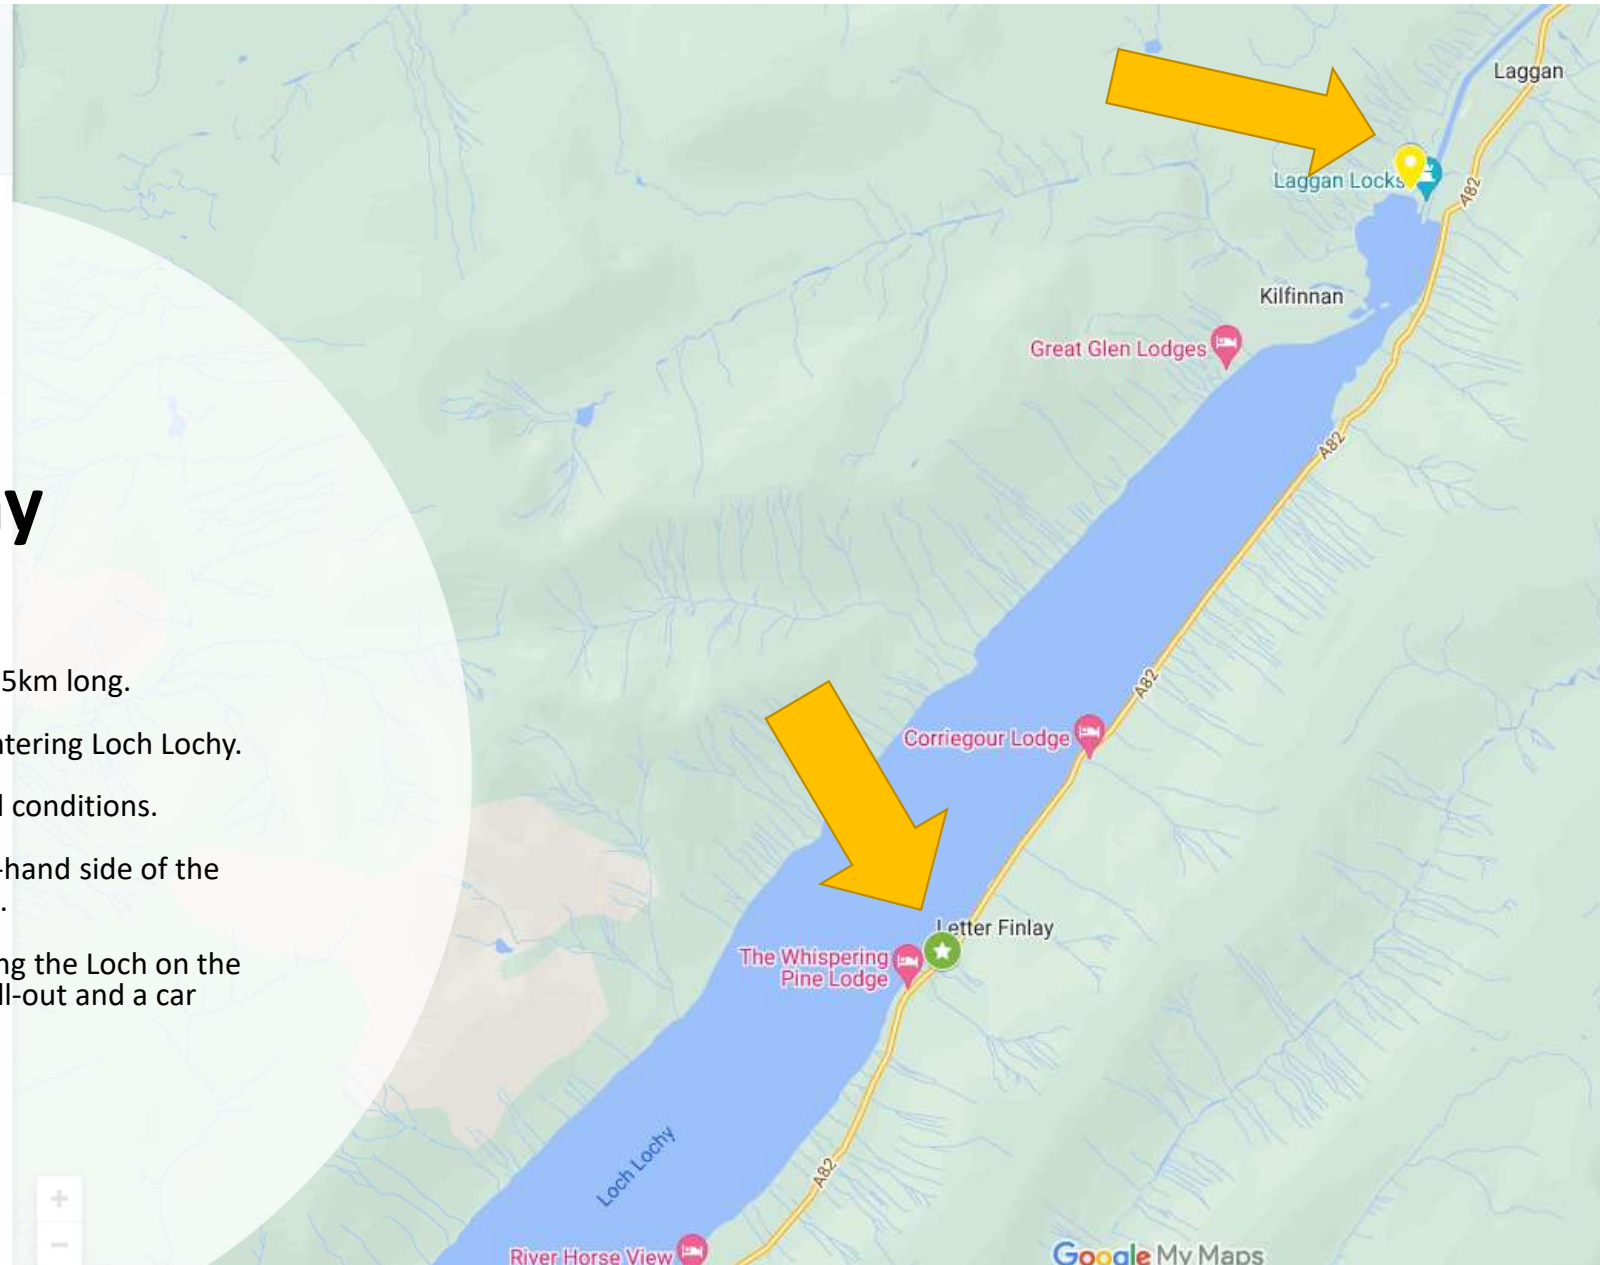 y
5km long.
ntering Loch Lochy.
l conditions.
-hand side of the
.
ng the Loch on the
ll-out and a car
Laggan
Laggan Locks
A82
Kilfinnan
Great Glen Lodges
A82
A82
Corriegour Lodge
Letter Finlay
The Whispering
Pine Lodge
Loch Lochy
A82
River Horse View
Google My Maps
+
−